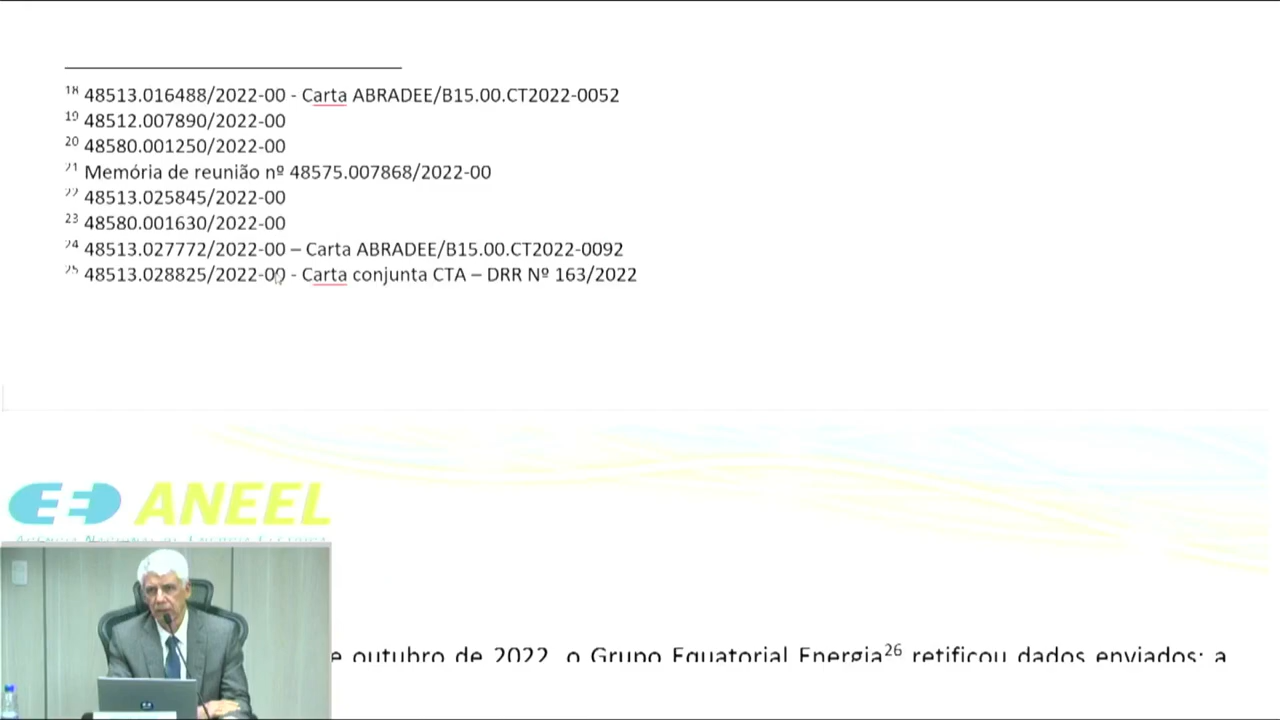 18 48513.016488/2022-00 - Carta ABRADEE/B15.00.CT2022-0052
19 48512.007890/2022-00
20 48580.001250/2022-00
21 Memória de reunião nº 48575.007868/2022-00
22 48513.025845/2022-00
23 48580.001630/2022-00
24 48513.027772/2022-00 – Carta ABRADEE/B15.00.CT2022-0092
25 48513.028825/2022-00 - Carta conjunta CTA – DRR Nº 163/2022
ANEEL
e outubro de 2022, o Grupo Equatorial Energia26 retificou dados enviados; a